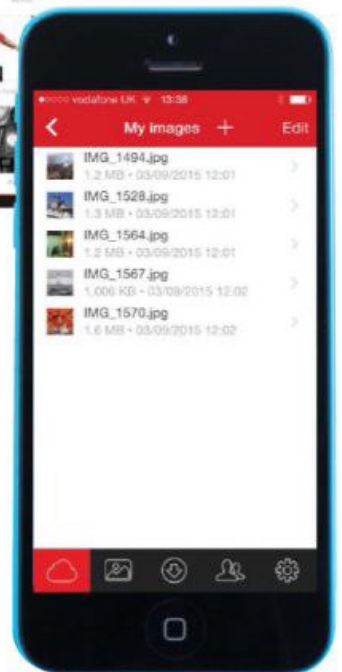 vodafone UK 13:38
My images + Edit
IMG_1494.jpg
1.2 MB • 03/09/2015 12:01
IMG_1528.jpg
1.3 MB • 03/09/2015 12:01
IMG_1564.jpg
1.2 MB • 03/09/2015 12:01
IMG_1567.jpg
1,006 KB • 03/09/2015 12:02
IMG_1570.jpg
1.6 MB • 03/09/2015 12:02